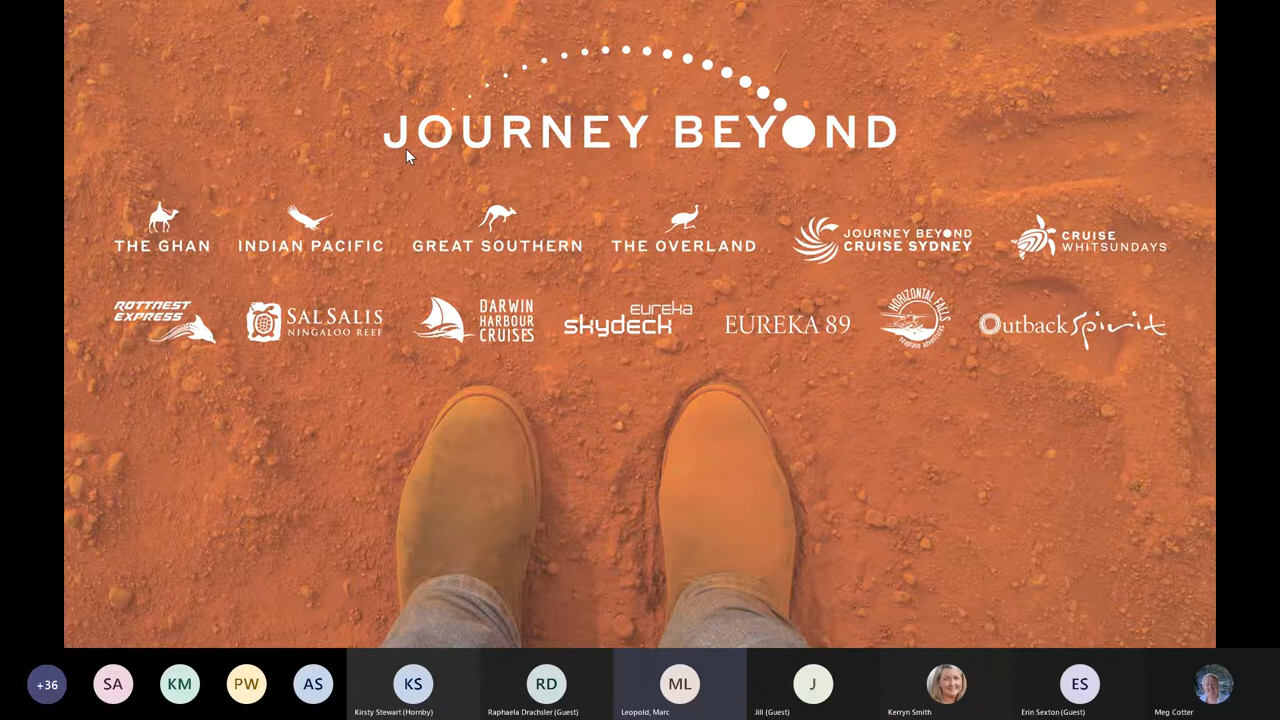 JOURNEY BEYOND
THE GHAN
INDIAN PACIFIC
GREAT SOUTHERN
THE OVERLAND
JOURNEY BEYOND
CRUISE SYDNEY
CRUISE
WHITSUNDAYS
ROTTNEST
EXPRESS
SALSALIS
NINGALOO REEF
DARWIN
HARBOUR
CRUISES
eureka
skydeck
EUREKA 89
HORIZONTAL FALLS
Seaplane Adventures
Outback Spirit
+36
SA
KM
PW
AS
KS
RD
ML
J
ES
Kirsty Stewart (Hornby)
Raphaela Drachsler (Guest)
Leopold, Marc
Jill (Guest)
Kerryn Smith
Erin Sexton (Guest)
Meg Cotter